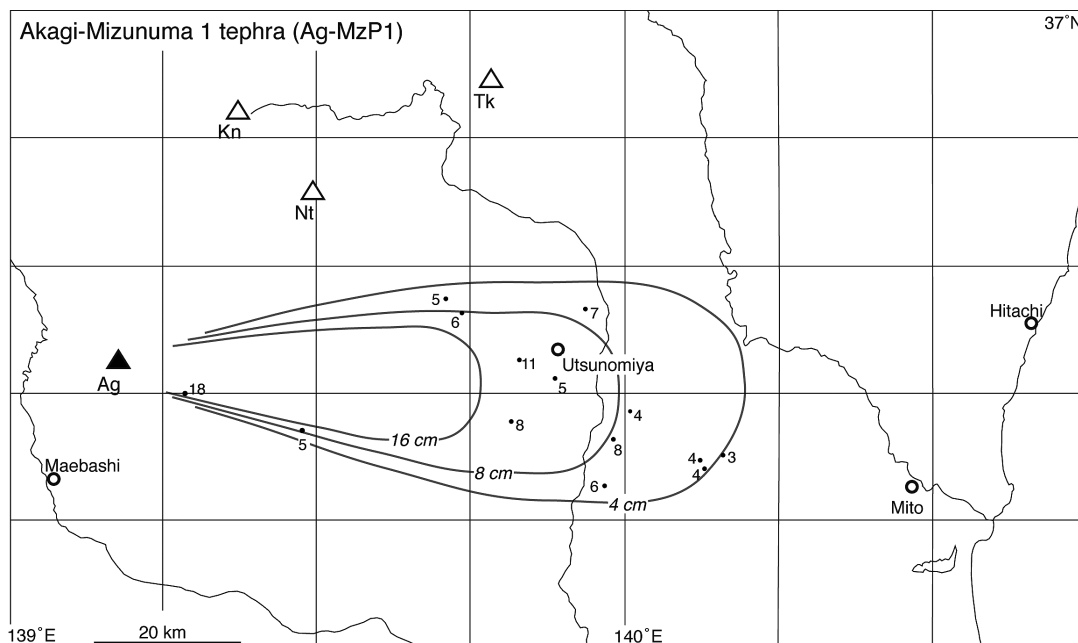 Akagi-Mizunuma 1 tephra (Ag-MzP1)
37°N
Tk
Kn
Nt
5
6
7
Hitachi
11
Utsunomiya
Ag
5
18
4
8
5
16 cm
8
4
3
Maebashi
8 cm
4
6
4 cm
Mito
139°E
20 km
140°E